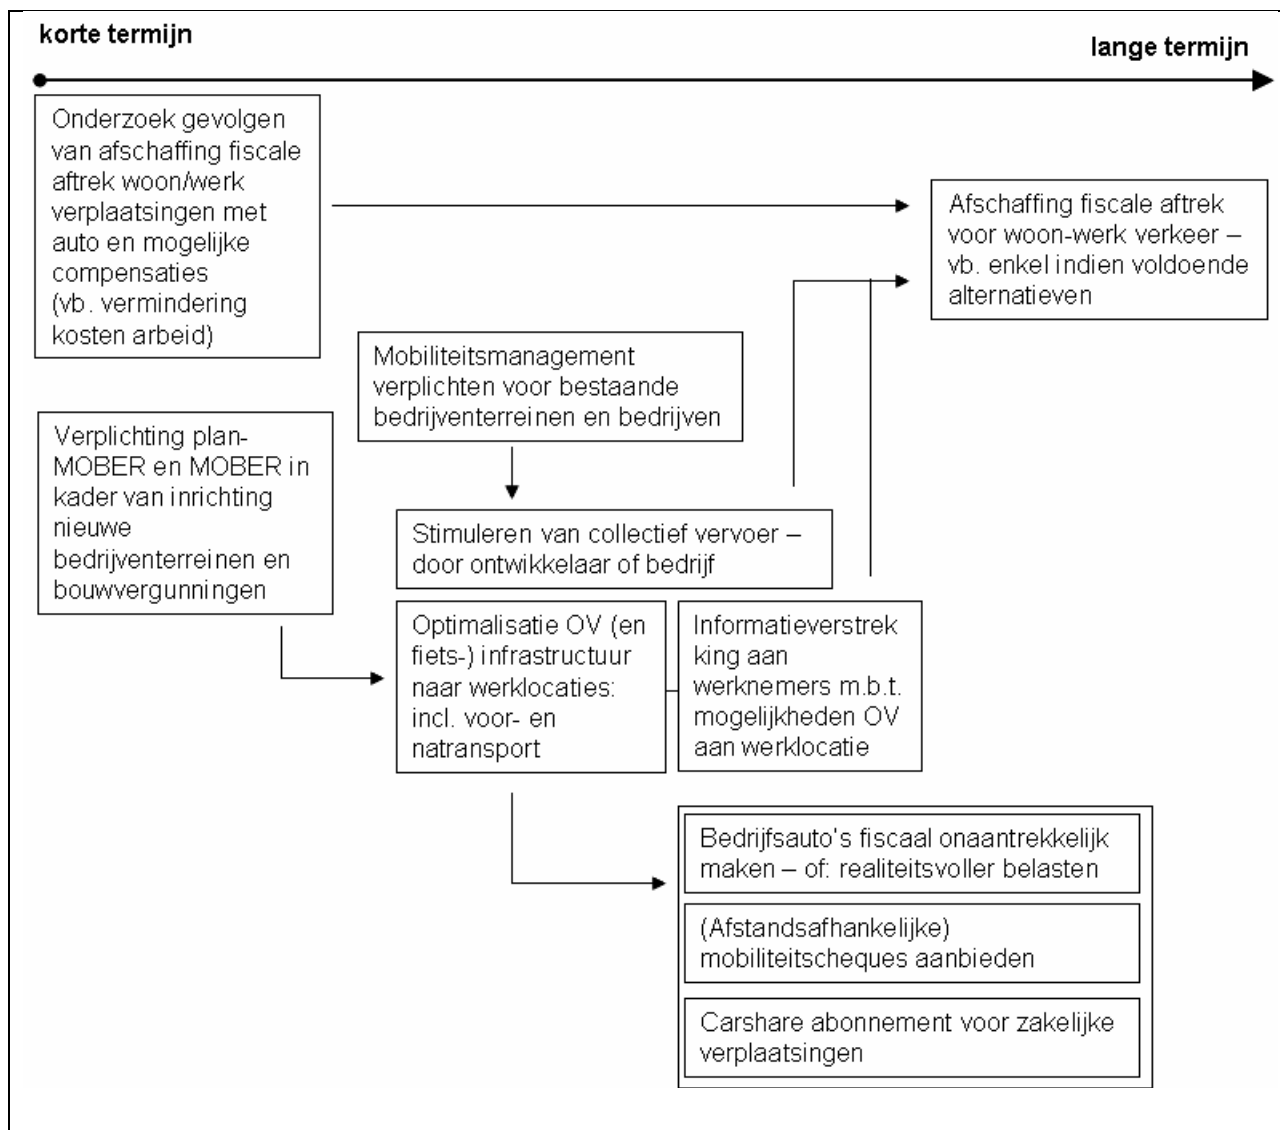 korte termijn
lange termijn
Onderzoek gevolgen
van afschaffing fiscale
aftrek woon/werk
verplaatsingen met
auto en mogelijke
compensaties
(vb. vermindering
kosten arbeid)
Afschaffing fiscale aftrek
voor woon-werk verkeer –
vb. enkel indien voldoende
alternatieven
Mobiliteitsmanagement
verplichten voor bestaande
bedrijventerreinen en bedrijven
Verplichting plan-
MOBER en MOBER in
kader van inrichting
nieuwe
bedrijventerreinen en
bouwvergunningen
Stimuleren van collectief vervoer –
door ontwikkelaar of bedrijf
Optimalisatie OV (en
fiets-) infrastructuur
naar werklocaties:
incl. voor- en
natransport
Informatieverstrek
king aan
werknemers m.b.t.
mogelijkheden OV
aan werklocatie
Bedrijfsauto's fiscaal onaantrekkelijk
maken – of: realiteitsvoller belasten
(Afstandsafhankelijke)
mobiliteitscheques aanbieden
Carshare abonnement voor zakelijke
verplaatsingen